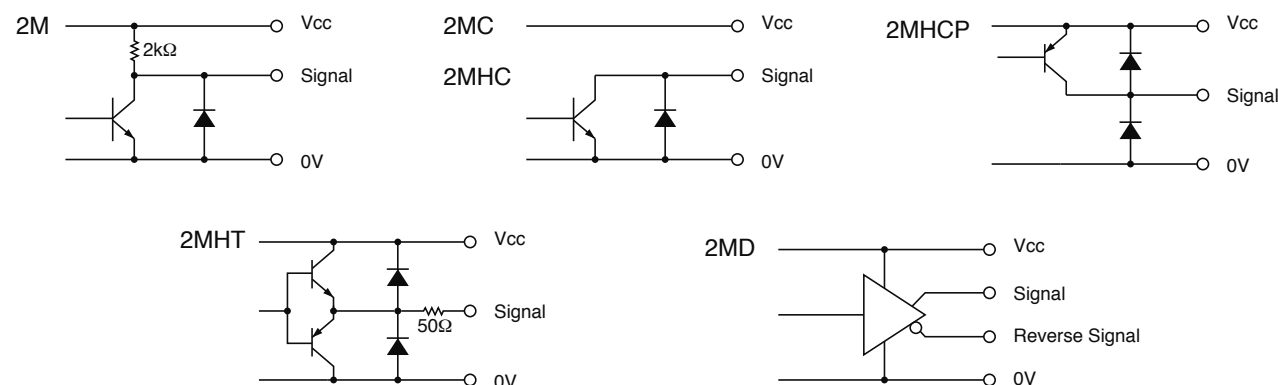 2M
Vcc
2kΩ
Signal
0V
2MC
Vcc
2MHC
Signal
0V
2MHCP
Vcc
Signal
0V
2MHT
Vcc
Signal
50Ω
0V
2MD
Vcc
Signal
Reverse Signal
0V